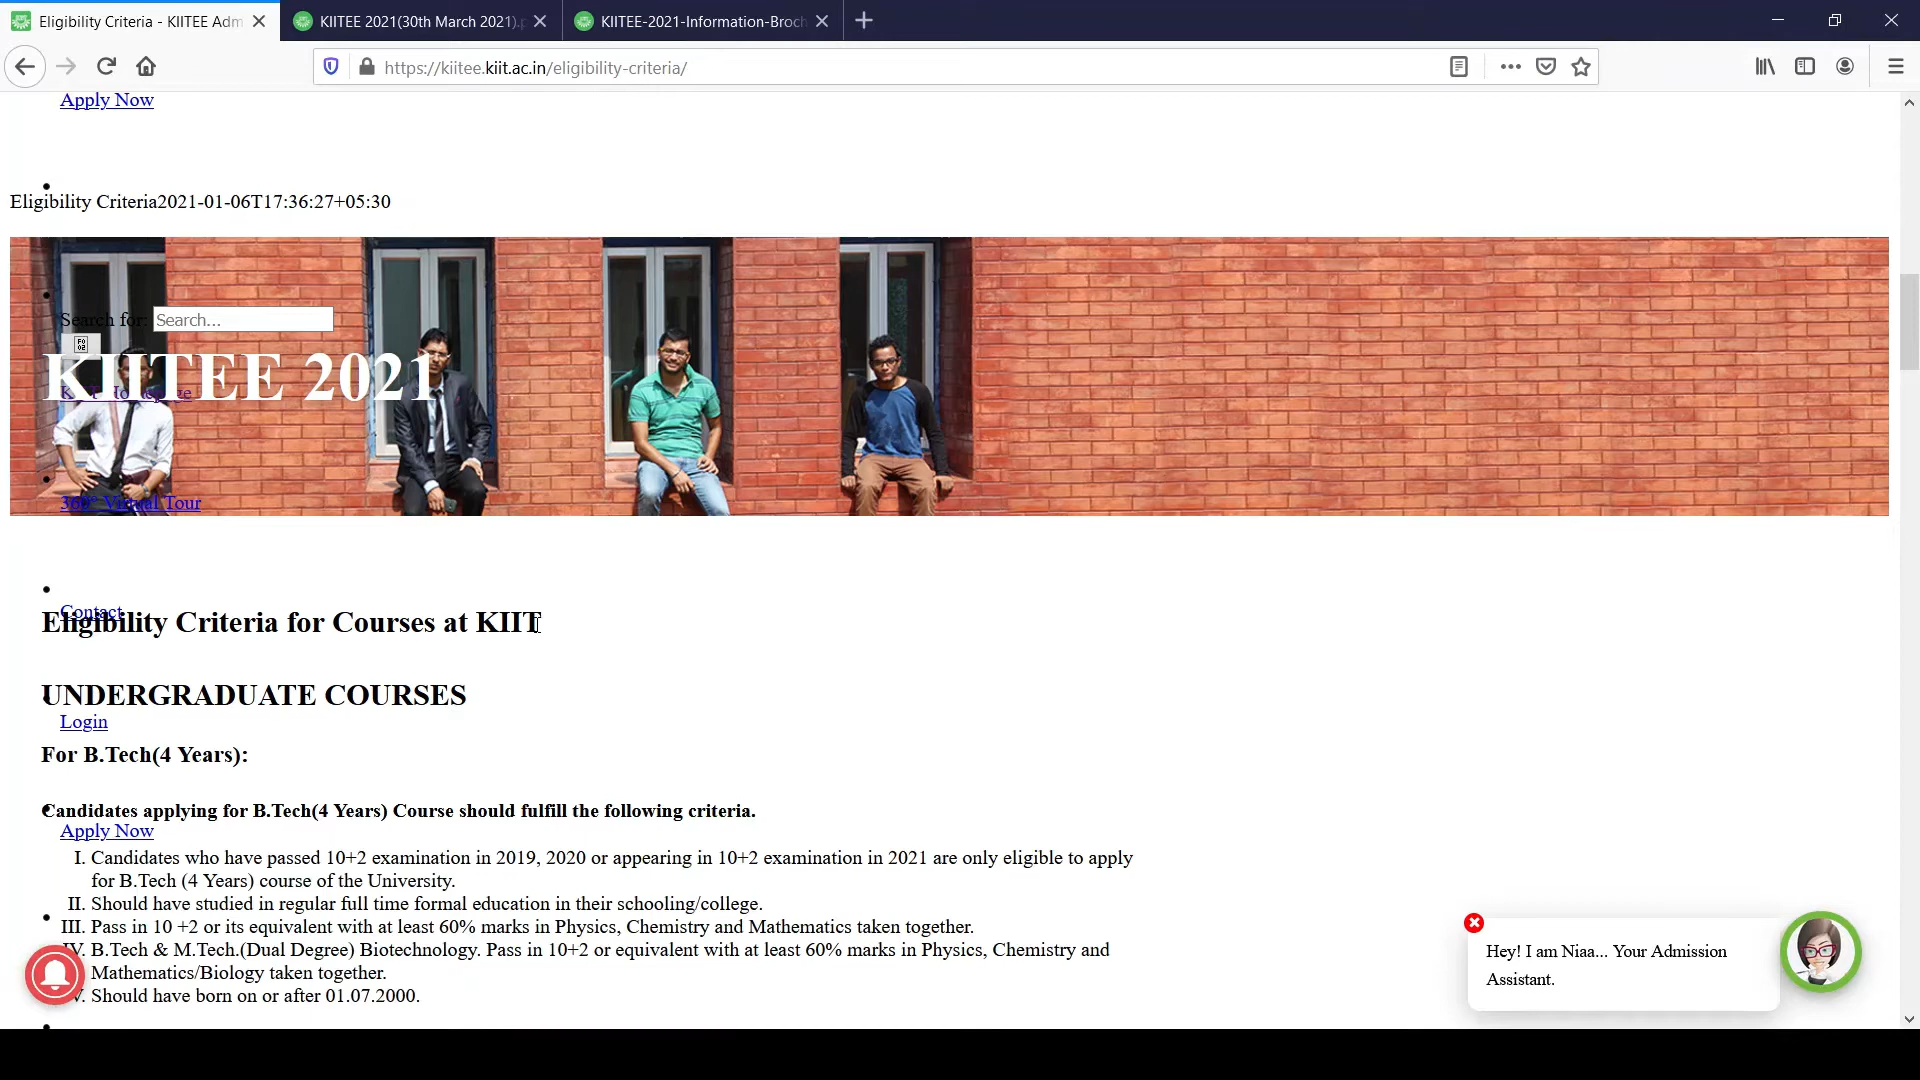 Eligibility Criteria - KIITEE Adm
KIITEE 2021(30th March 2021).p
KIITEE-2021-Information-Broch
https://kiitee.kiit.ac.in/eligibility-criteria/
Apply Now
Eligibility Criteria2021-01-06T17:36:27+05:30
Search for: Search...
KIITEE 2021
KIIT Homepage
360° Virtual Tour
Contact
Eligibility Criteria for Courses at KIIT
UNDERGRADUATE COURSES
Login
For B.Tech(4 Years):
Candidates applying for B.Tech(4 Years) Course should fulfill the following criteria.
Apply Now
I. Candidates who have passed 10+2 examination in 2019, 2020 or appearing in 10+2 examination in 2021 are only eligible to apply
for B.Tech (4 Years) course of the University.
II. Should have studied in regular full time formal education in their schooling/college.
III. Pass in 10 +2 or its equivalent with at least 60% marks in Physics, Chemistry and Mathematics taken together.
IV. B.Tech & M.Tech.(Dual Degree) Biotechnology. Pass in 10+2 or equivalent with at least 60% marks in Physics, Chemistry and
Mathematics/Biology taken together.
V. Should have born on or after 01.07.2000.
Hey! I am Niaa... Your Admission
Assistant.